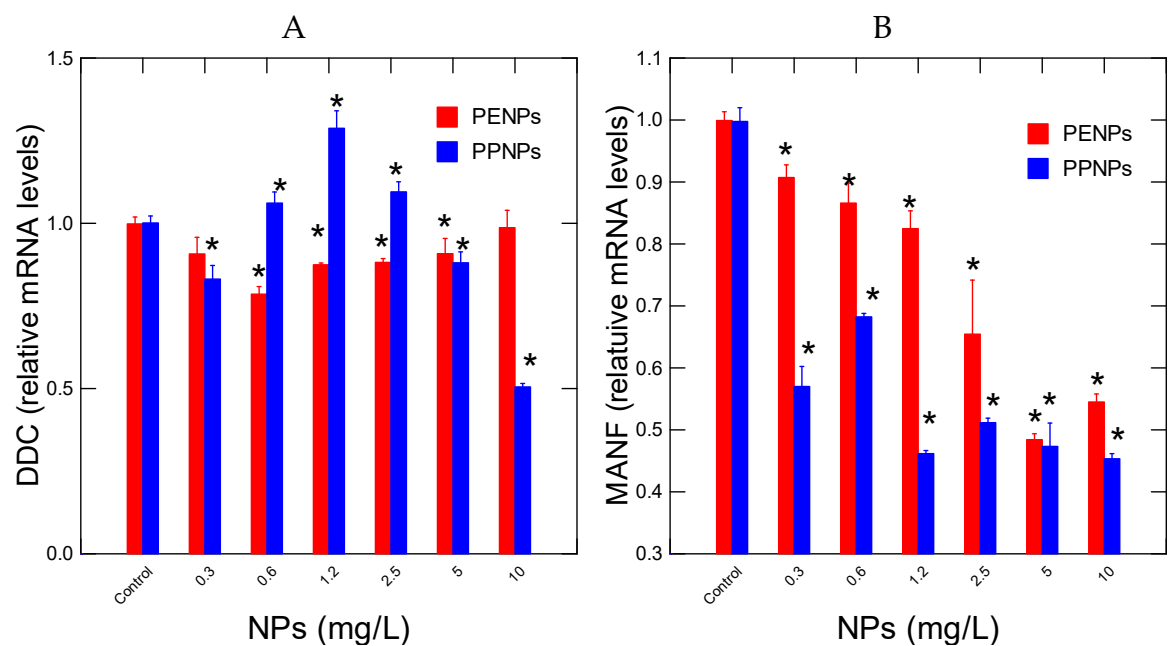 A
DDC (relative mRNA levels)
1.5
1.0
0.5
0.0
PENPs
PPNPs
* * * * * * * * * *
Control 0.3 0.6 1.2 2.5 5 10
NPs (mg/L)
B
MANF (relatuive mRNA levels)
1.1
1.0
0.9
0.8
0.7
0.6
0.5
0.4
0.3
PENPs
PPNPs
* * * * * * * * * * * *
Control 0.3 0.6 1.2 2.5 5 10
NPs (mg/L)